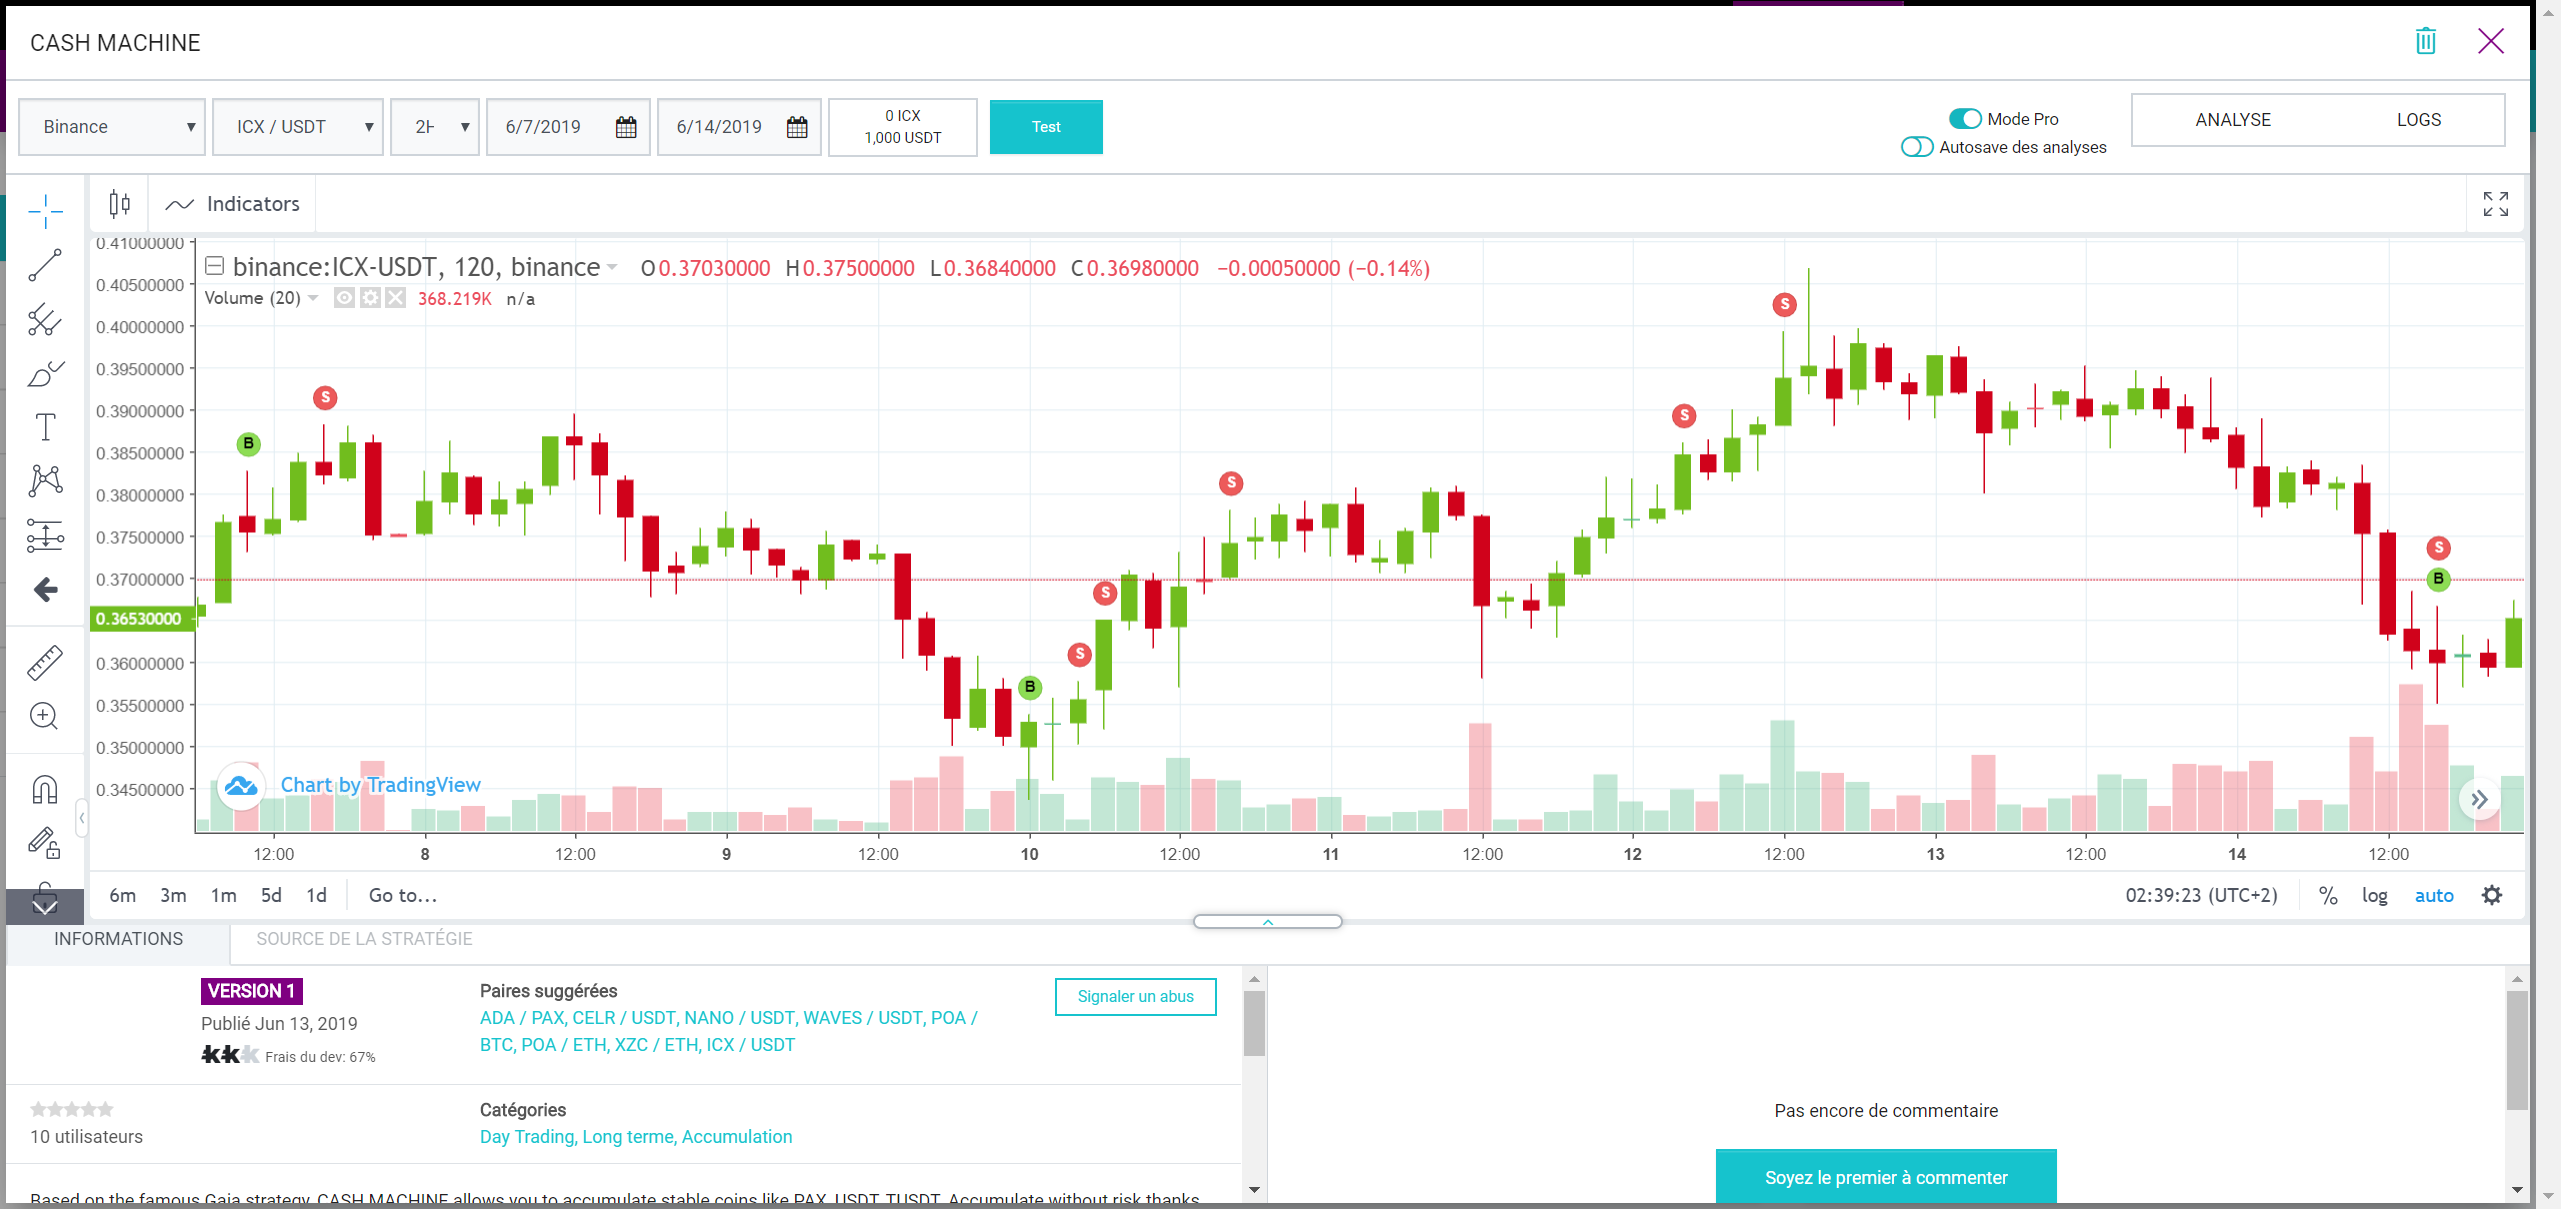 CASH MACHINE
Binance ICX / USDT 2H 6/7/2019 6/14/2019
0 ICX
1,000 USDT
Test
Mode Pro
Autosave des analyses
ANALYSE LOGS
Indicators
binance:ICX-USDT, 120, binance O0.37030000 H0.37500000 L0.36840000 C0.36980000 −0.00050000 (−0.14%)
Volume (20) 368.219K n/a
0.41000000
0.40500000
0.40000000
0.39500000
0.39000000
0.38500000
0.38000000
0.37500000
0.37000000
0.36530000
0.36000000
0.35500000
0.35000000
0.34500000
B
S
B
S
S
S
S
S
S
B
Chart by TradingView
12:00 8 12:00 9 12:00 10 12:00 11 12:00 12 12:00 13 12:00 14 12:00
6m 3m 1m 5d 1d Go to...
02:39:23 (UTC+2) % log auto
INFORMATIONS SOURCE DE LA STRATÉGIE
VERSION 1
Publié Jun 13, 2019
Frais du dev: 67%
Paires suggérées
ADA / PAX, CELR / USDT, NANO / USDT, WAVES / USDT, POA /
BTC, POA / ETH, XZC / ETH, ICX / USDT
Signaler un abus
10 utilisateurs
Catégories
Day Trading, Long terme, Accumulation
Based on the famous Gaia strategy, CASH MACHINE allows you to accumulate stable coins like PAX, USDT, TUSDT. Accumulate without risk thanks
Pas encore de commentaire
Soyez le premier à commenter